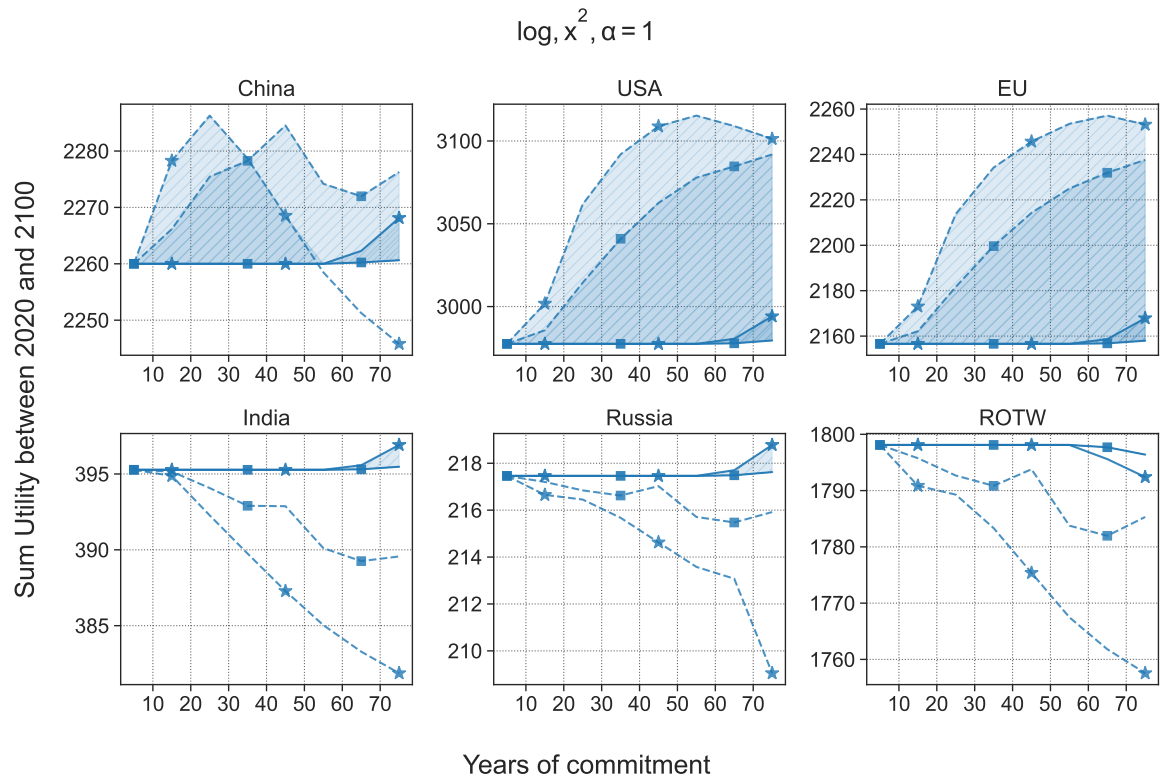 log, x², α = 1
China
USA
EU
Sum Utility between 2020 and 2100
2280
2270
2260
2250
10 20 30 40 50 60 70
3100
3050
3000
10 20 30 40 50 60 70
2260
2240
2220
2200
2180
2160
10 20 30 40 50 60 70
India
Russia
ROTW
395
390
385
10 20 30 40 50 60 70
218
216
214
212
210
10 20 30 40 50 60 70
1800
1790
1780
1770
1760
10 20 30 40 50 60 70
Years of commitment